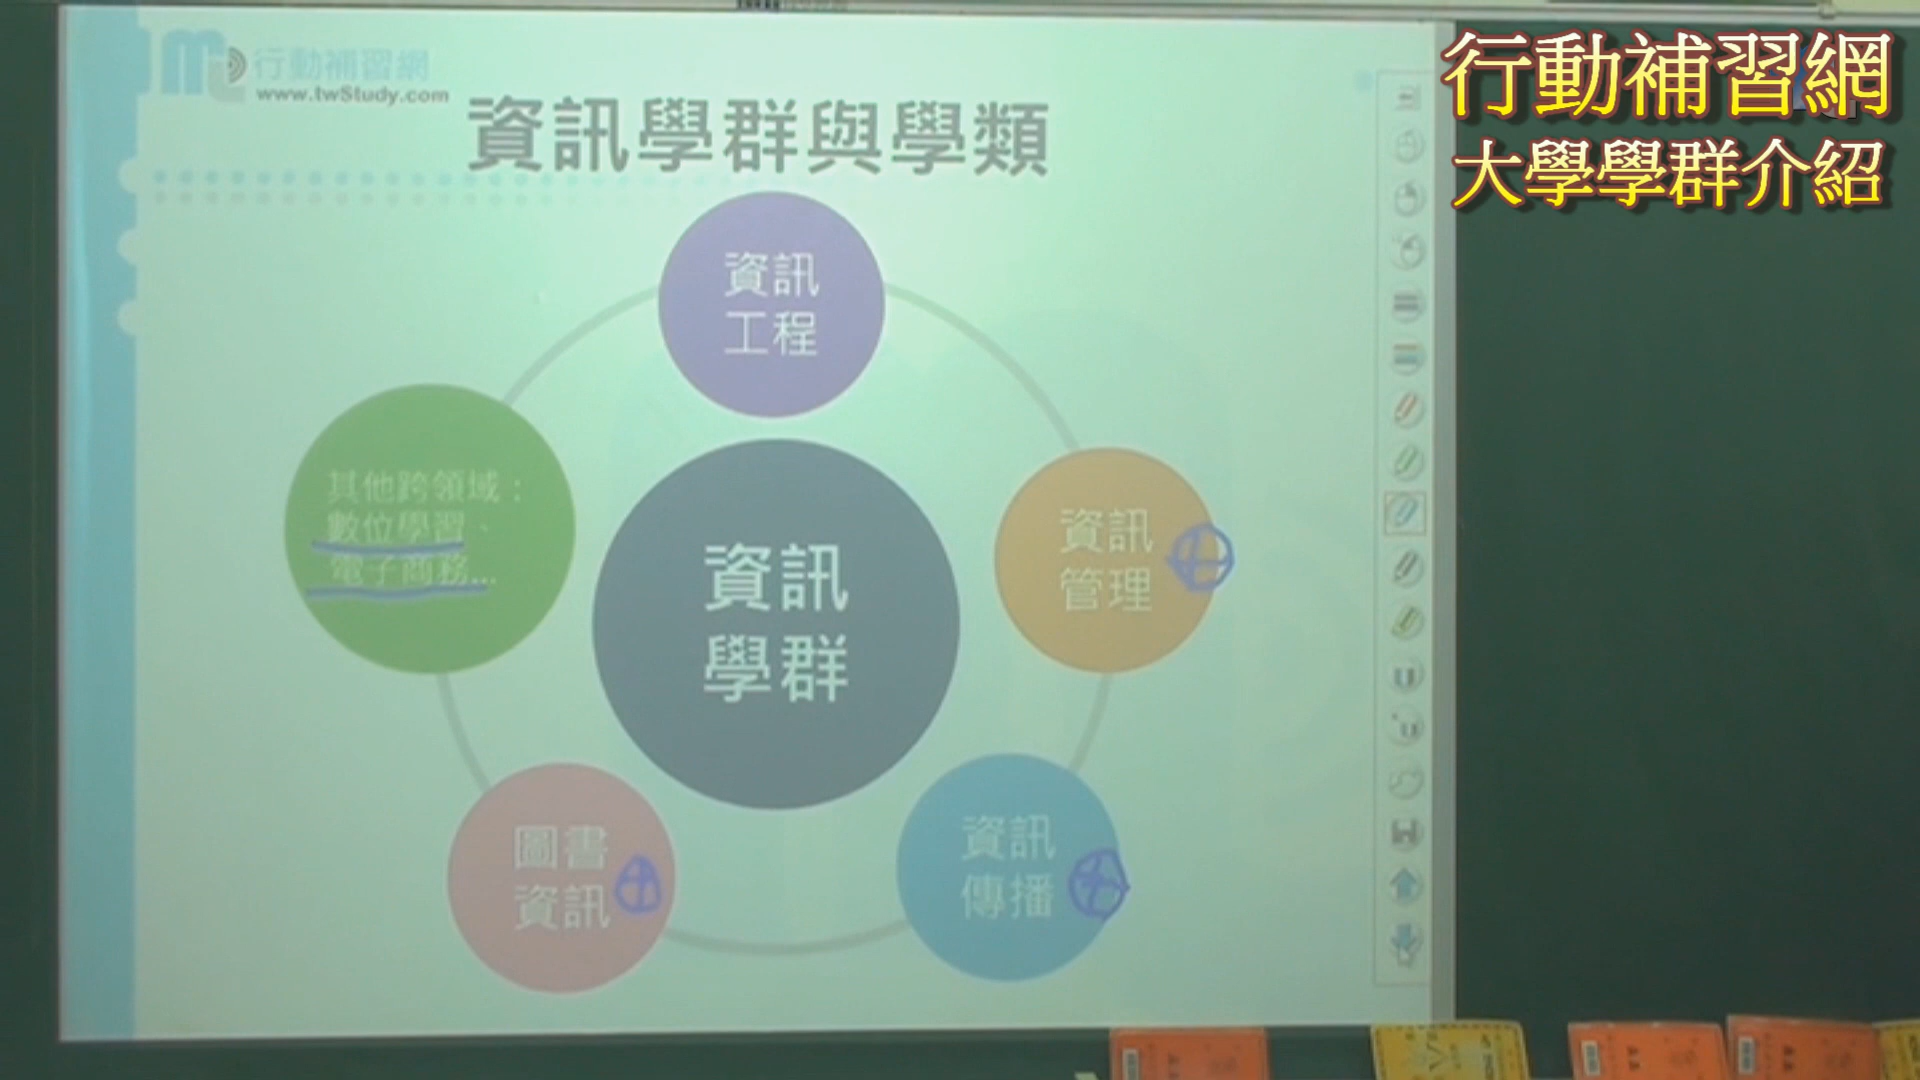 行動補習網
www.twStudy.com
資訊學群與學類
行動補習網
大學學群介紹
資訊
工程
其他跨領域：
數位學習、
電子商務...
資訊
學群
資訊
管理
七
圖書
資訊
資訊
傳播